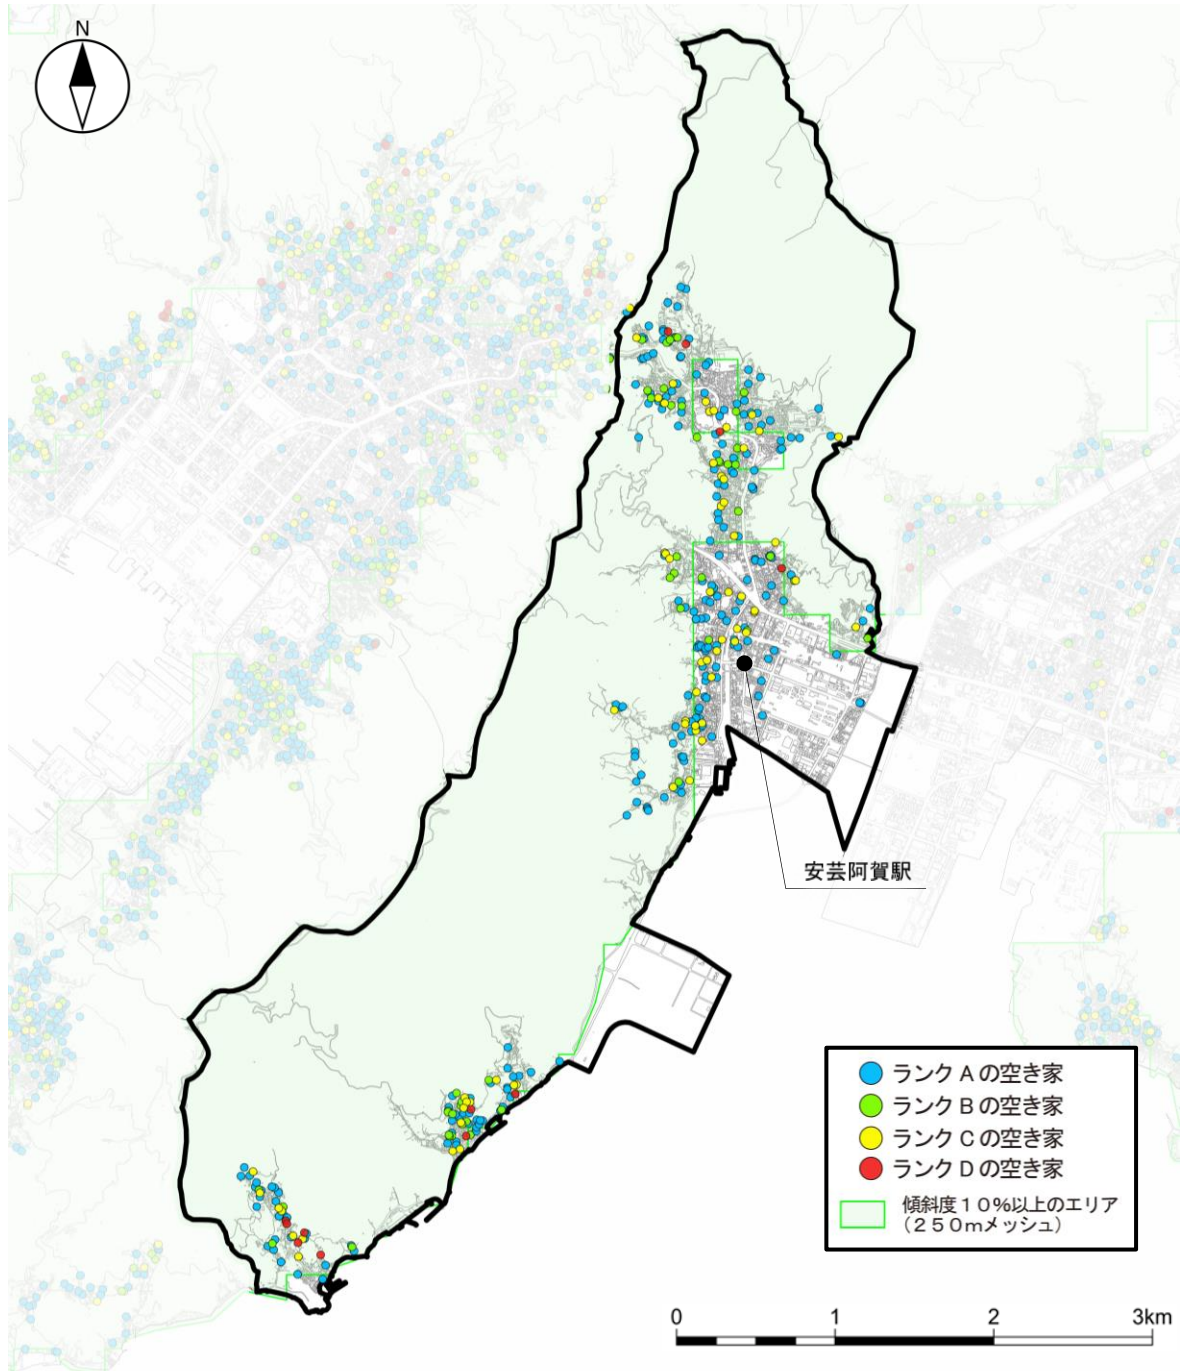 N
安芸阿賀駅
ランクAの空き家
ランクBの空き家
ランクCの空き家
ランクDの空き家
傾斜度10%以上のエリア
(250mメッシュ)
0 1 2 3km